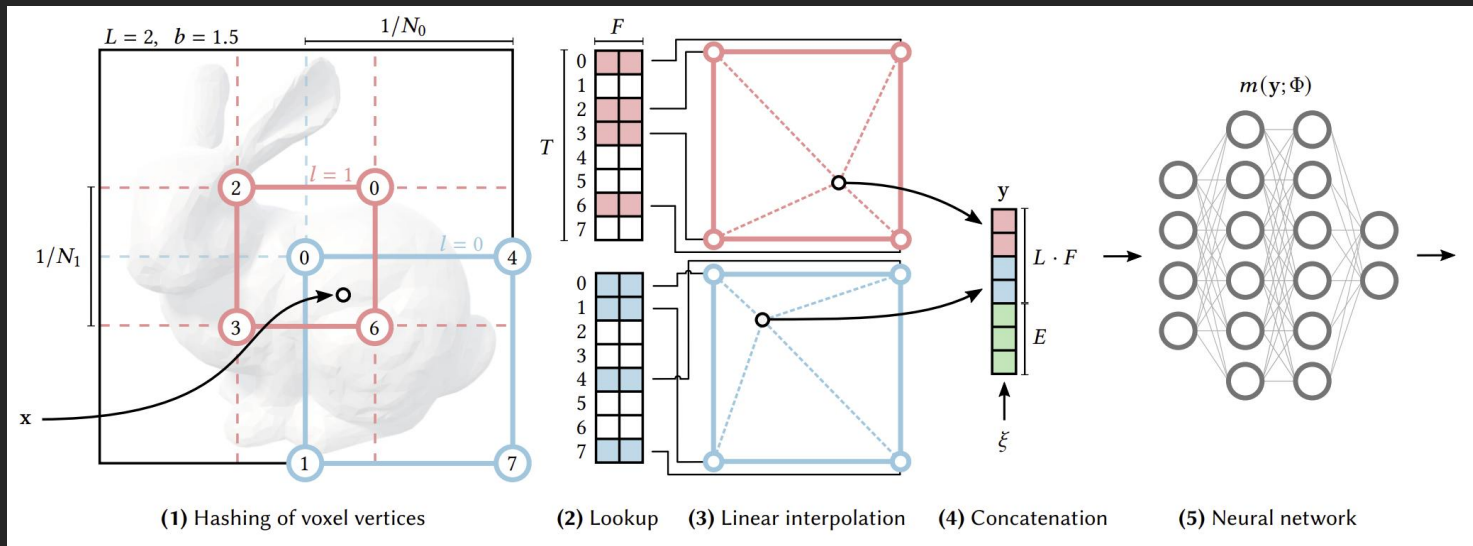 L = 2, b = 1.5
1/N₀
l = 1
2
0
1/N₁
l = 0
0
4
3
6
x
1
7
F
T
0
1
2
3
4
5
6
7
0
1
2
3
4
5
6
7
y
L · F
E
ξ
m(y; Φ)
(1) Hashing of voxel vertices
(2) Lookup
(3) Linear interpolation
(4) Concatenation
(5) Neural network